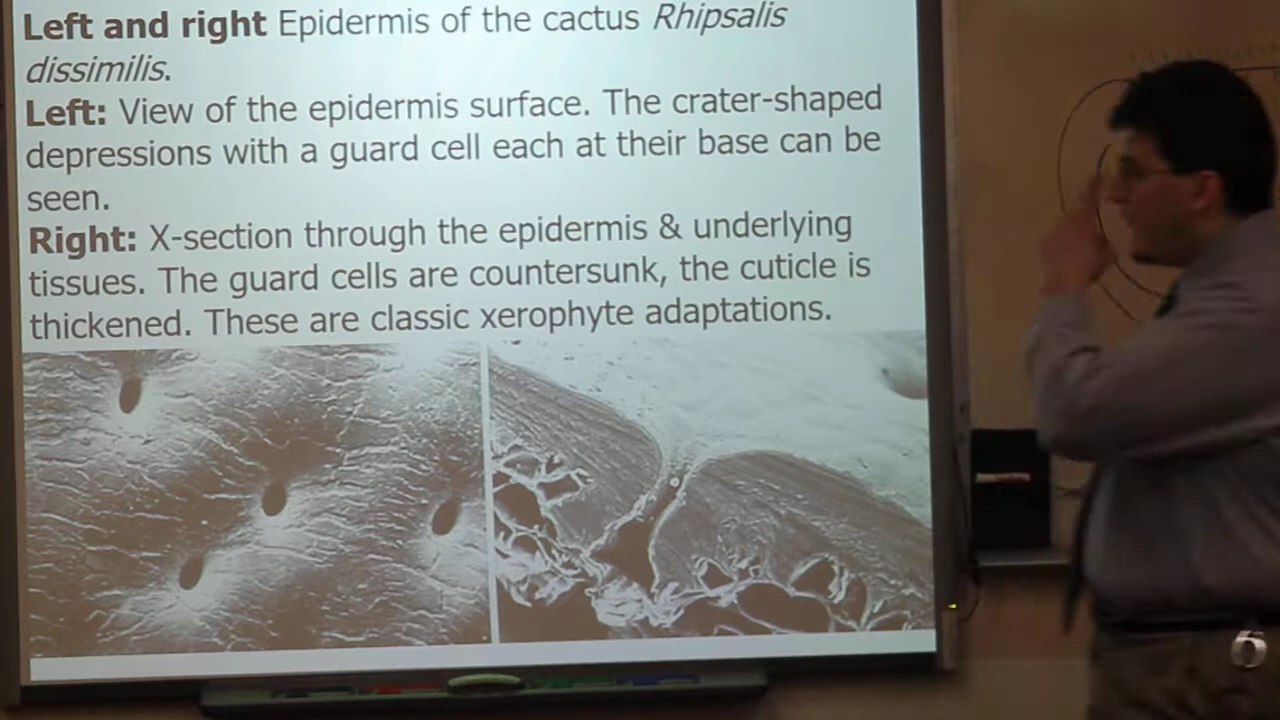 Left and right Epidermis of the cactus Rhipsalis
dissimilis.
Left: View of the epidermis surface. The crater-shaped
depressions with a guard cell each at their base can be
seen.
Right: X-section through the epidermis & underlying
tissues. The guard cells are countersunk, the cuticle is
thickened. These are classic xerophyte adaptations.
6